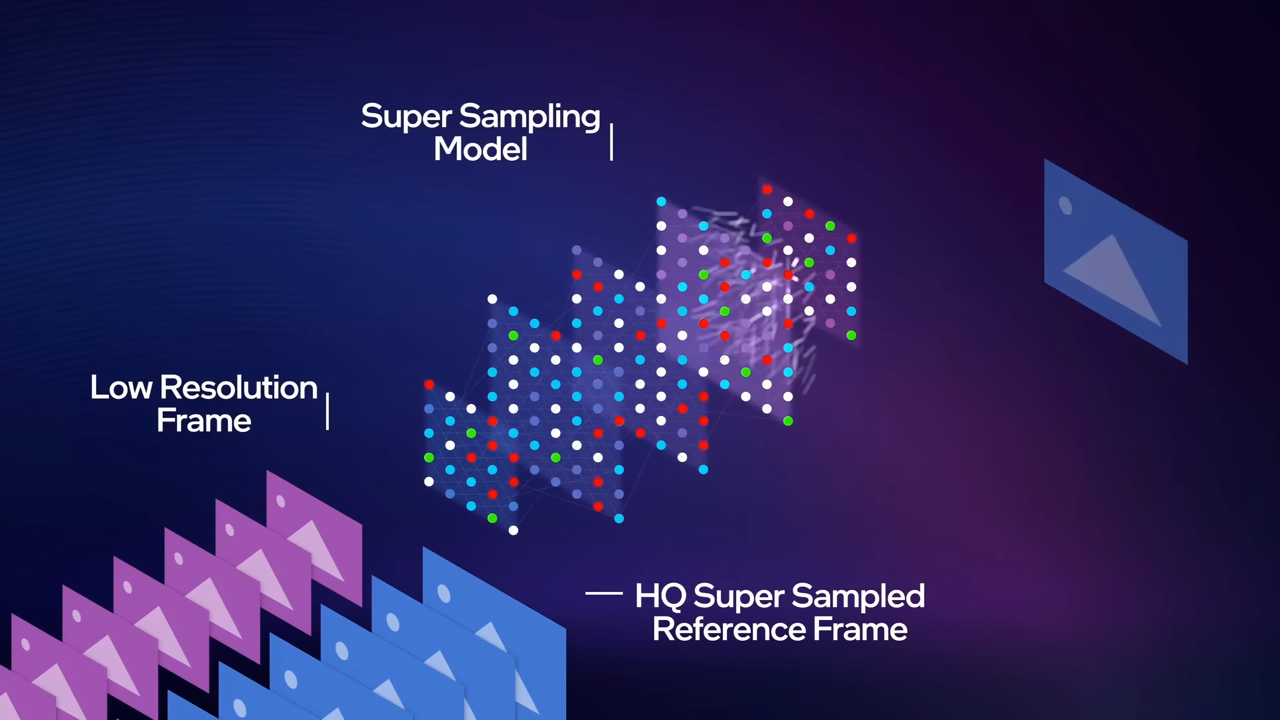 Super Sampling
Model
Low Resolution
Frame
HQ Super Sampled
Reference Frame